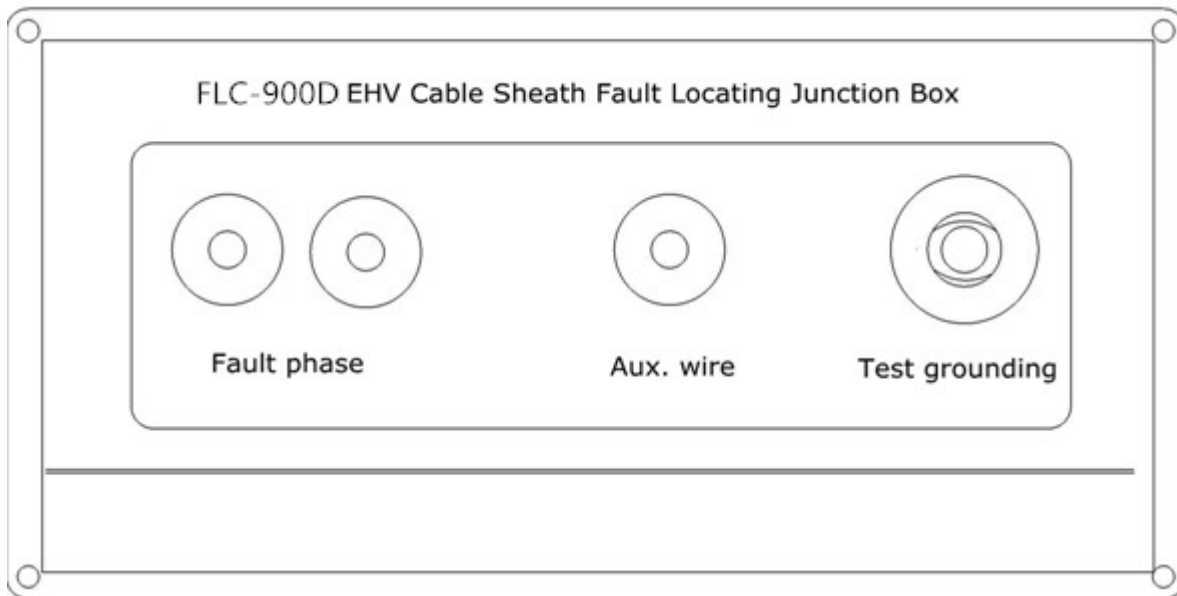 FLC-900D EHV Cable Sheath Fault Locating Junction Box
Fault phase
Aux. wire
Test grounding